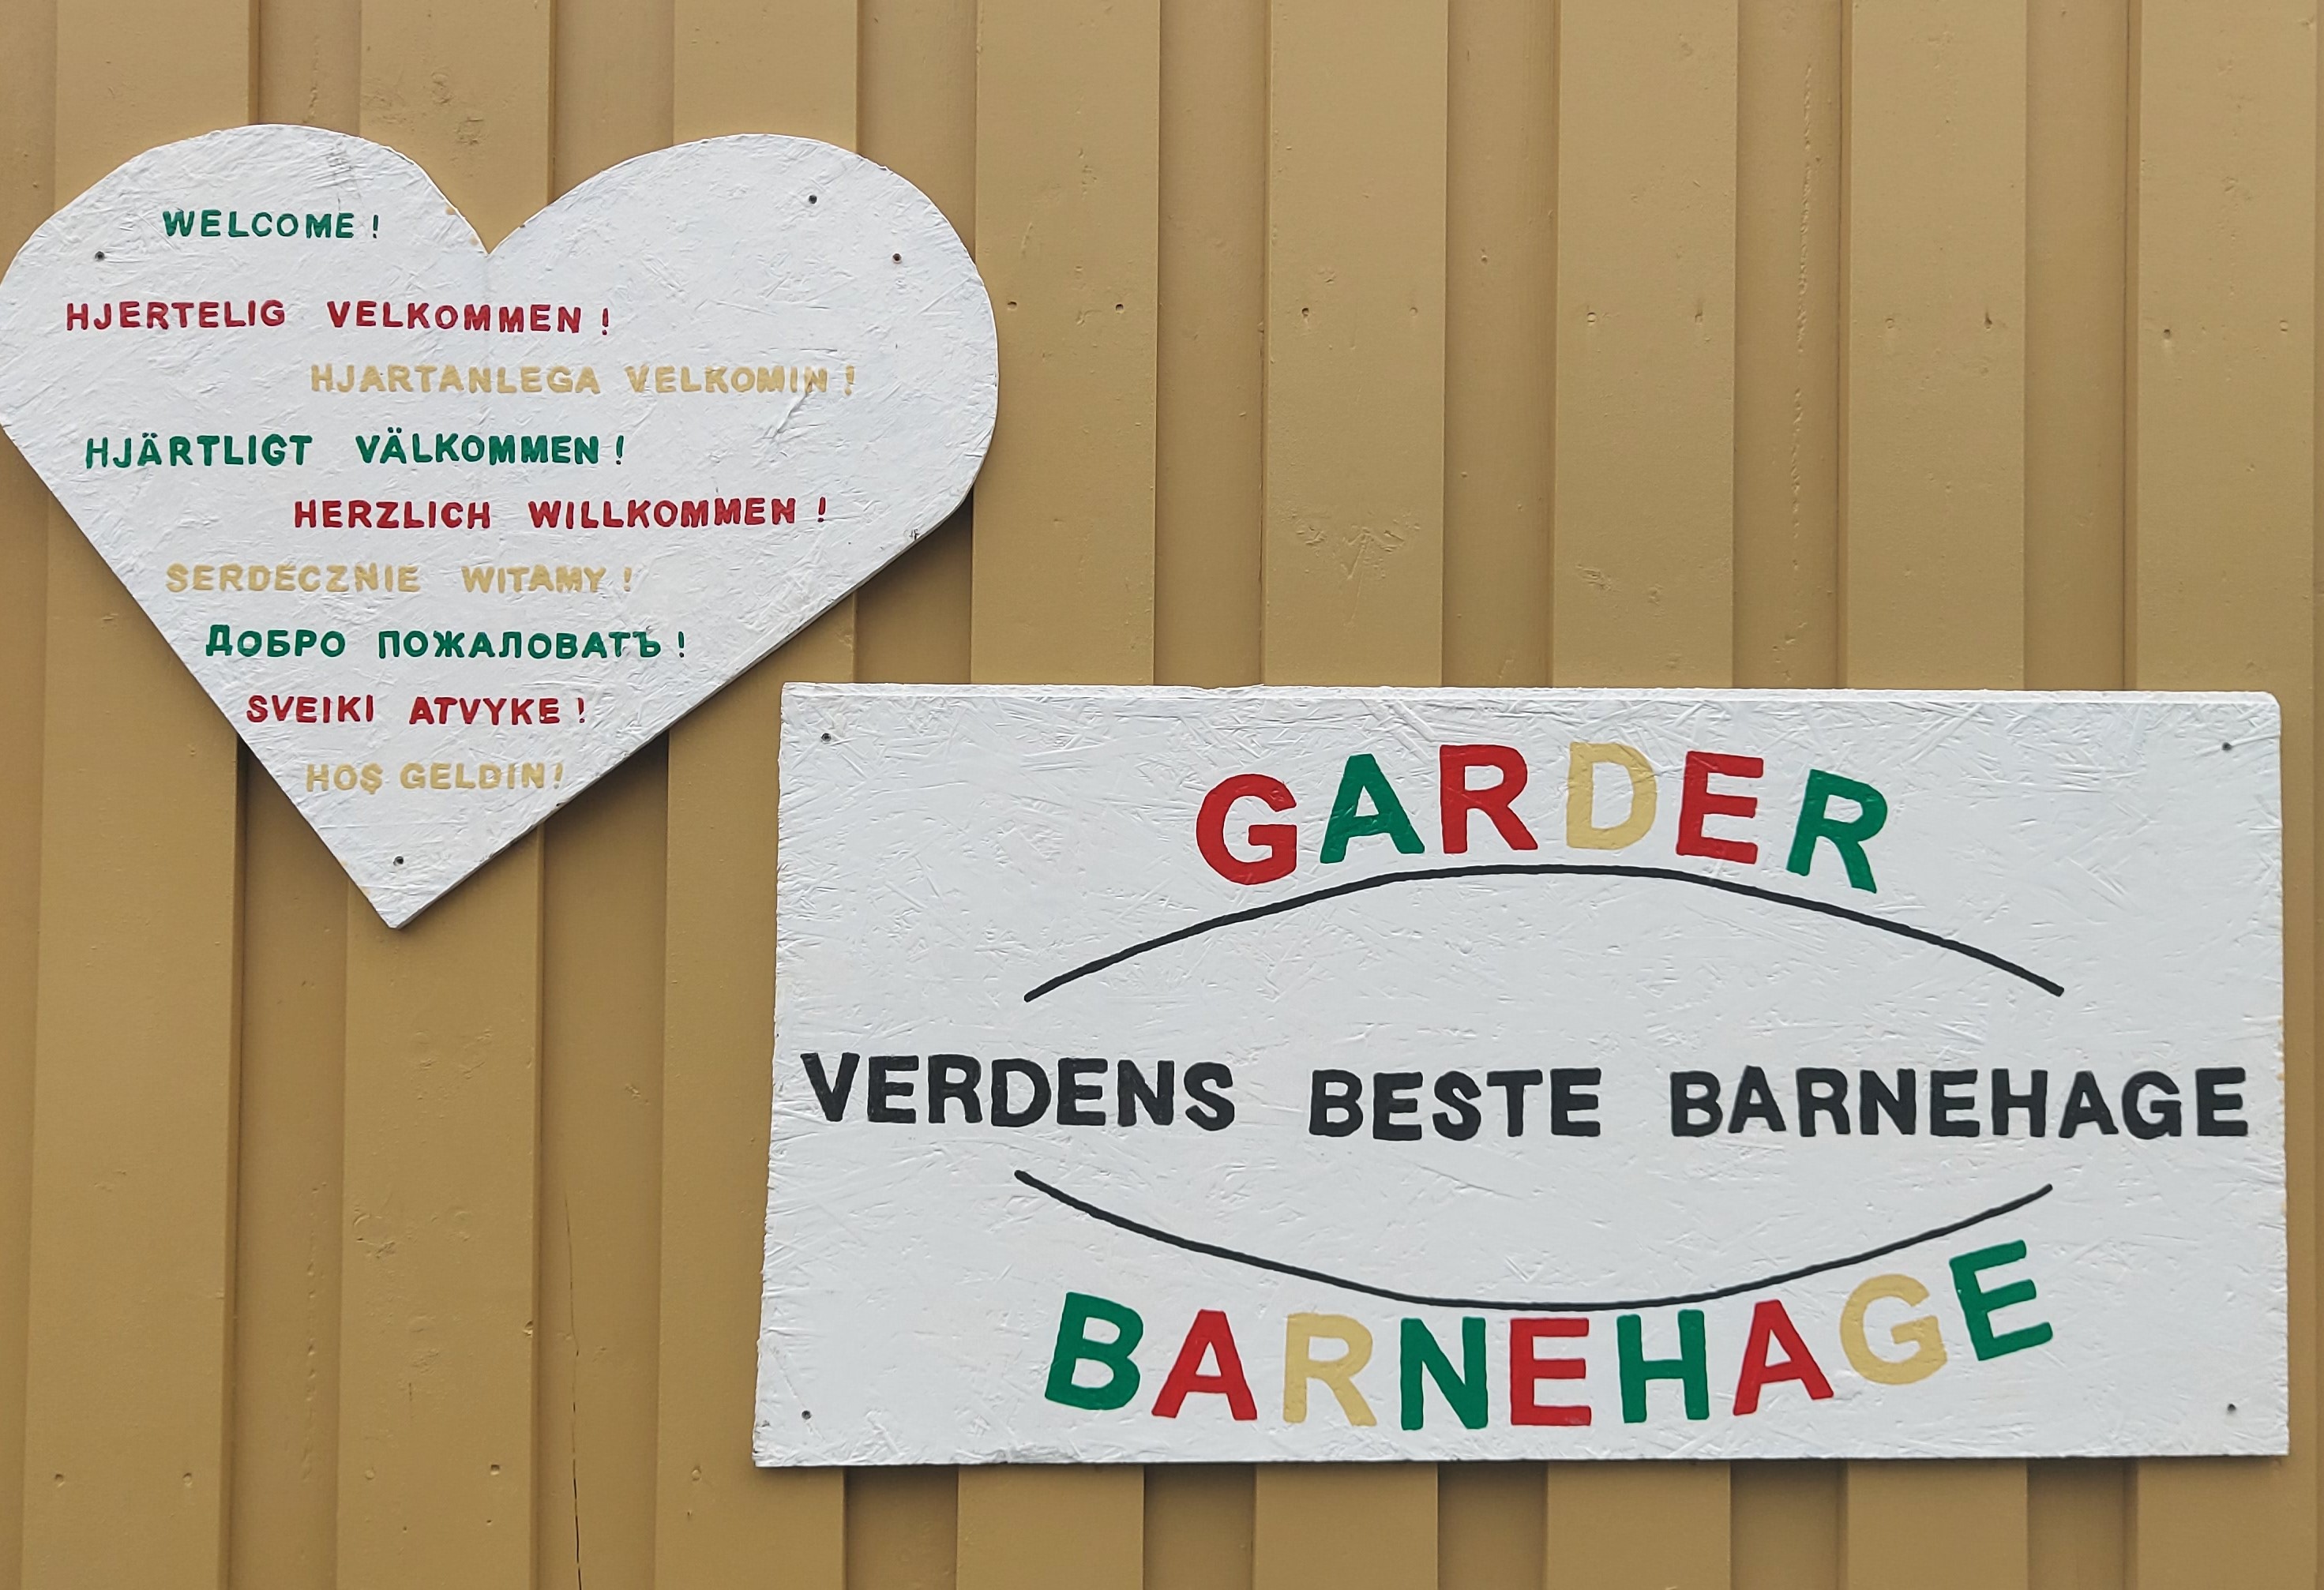 WELCOME !
HJERTELIG VELKOMMEN !
HJARTANLEGA VELKOMIN !
HJÄRTLIGT VÄLKOMMEN !
HERZLICH WILLKOMMEN !
SERDECZNIE WITAMY !
ДОБРО ПОЖАЛОВАТЪ !
SVEIKI ATVYKE !
HOŞ GELDIN!
GARDER
VERDENS BESTE BARNEHAGE
BARNEHAGE